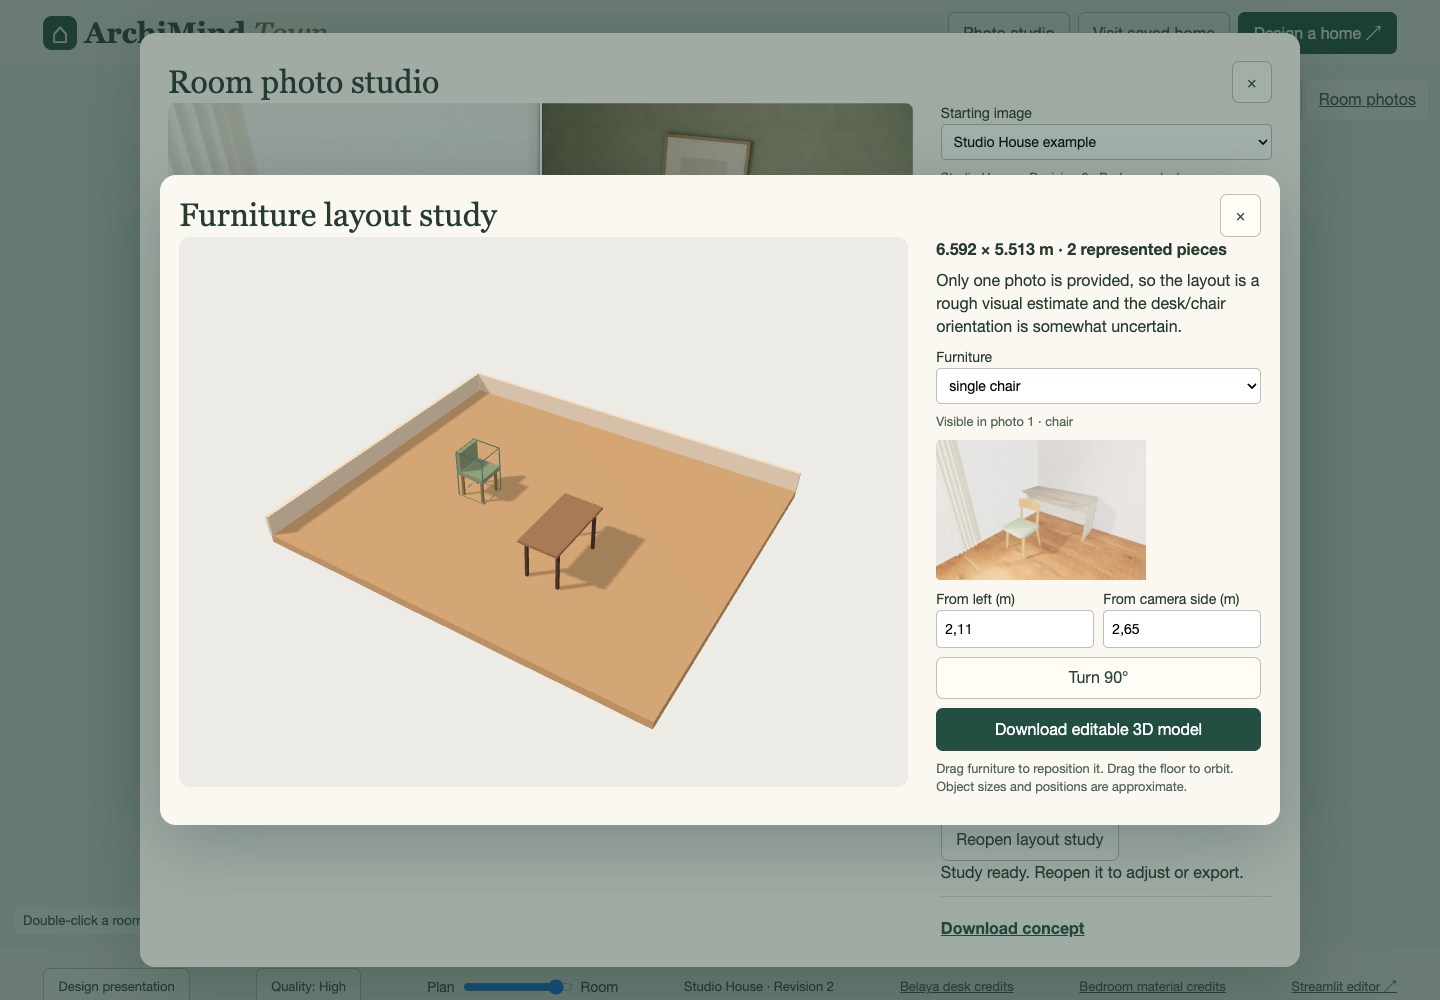 ArchiMind Town
Photo studio
Visit saved home
Design a home ↗
Room photo studio
×
Room photos
Starting image
Studio House example
Furniture layout study
×
6.592 × 5.513 m · 2 represented pieces
Only one photo is provided, so the layout is a
rough visual estimate and the desk/chair
orientation is somewhat uncertain.
Furniture
single chair
Visible in photo 1 · chair
From left (m)
From camera side (m)
2,11
2,65
Turn 90°
Download editable 3D model
Drag furniture to reposition it. Drag the floor to orbit.
Object sizes and positions are approximate.
Reopen layout study
Study ready. Reopen it to adjust or export.
Double-click a room
Download concept
Design presentation
Quality: High
Plan
Room
Studio House · Revision 2
Belaya desk credits
Bedroom material credits
Streamlit editor ↗